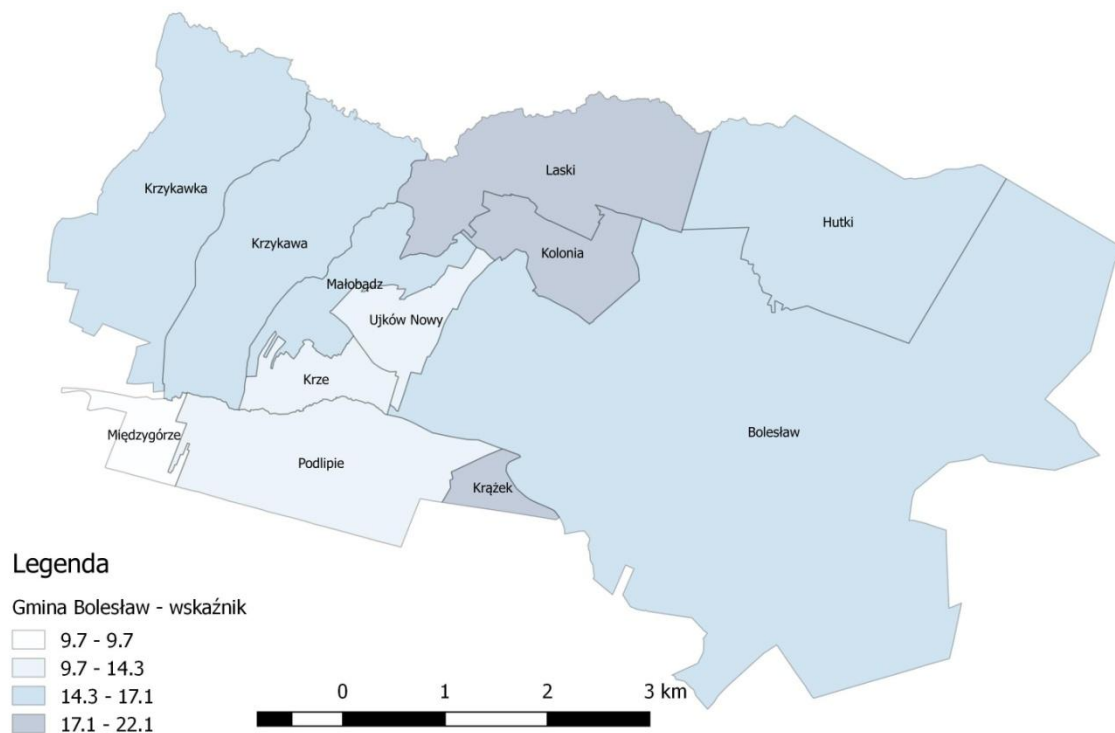 Laski
Krzykawka
Hutki
Krzykawa
Kolonia
Małobądz
Ujków Nowy
Krze
Bolesław
Międzygórze
Podlipie
Krążek
Legenda
Gmina Bolesław - wskaźnik
9.7 - 9.7
9.7 - 14.3
14.3 - 17.1
17.1 - 22.1
0 1 2 3 km